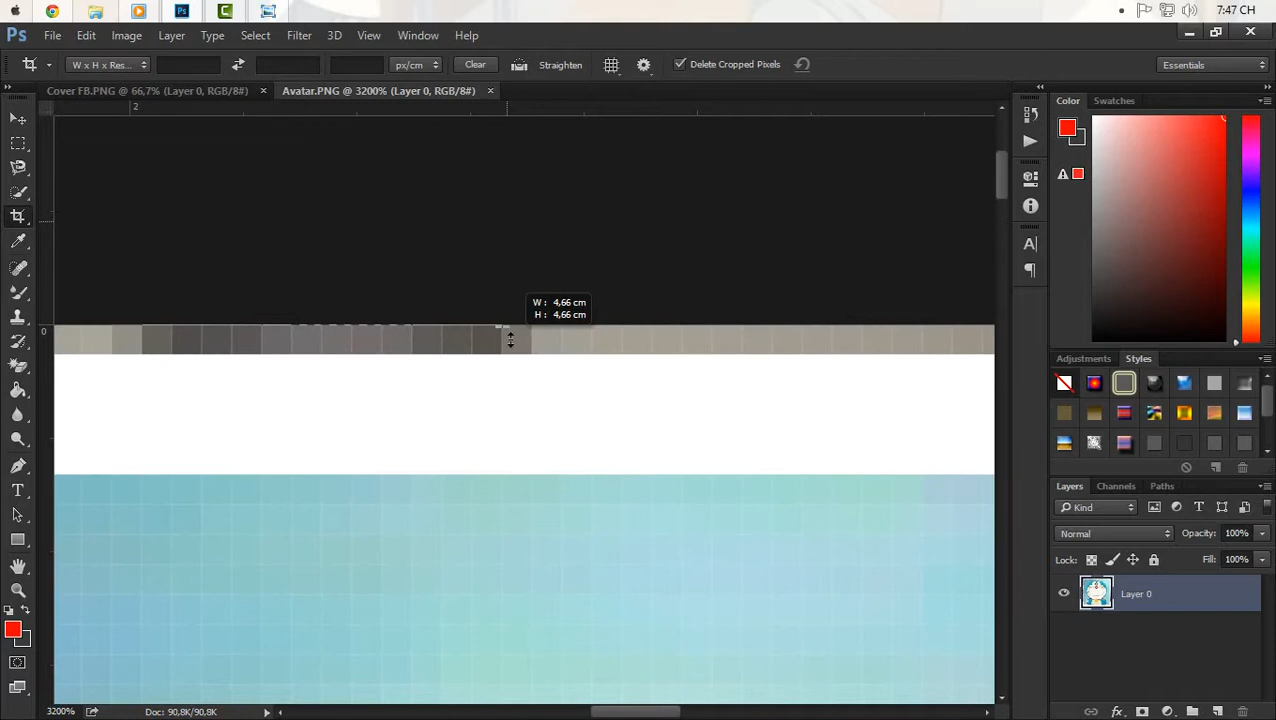 7:47 CH
Ps File Edit Image Layer Type Select Filter 3D View Window Help
W x H x Res... px/cm Clear Straighten Delete Cropped Pixels Essentials
Cover FB.PNG @ 66,7% (Layer 0, RGB/8#) × Avatar.PNG @ 3200% (Layer 0, RGB/8#) ×
2
Color Swatches
W : 4,66 cm
H : 4,66 cm
0
Adjustments Styles
Layers Channels Paths
Kind
Normal Opacity: 100%
Lock: Fill: 100%
Layer 0
3200% Doc: 90,8K/90,8K